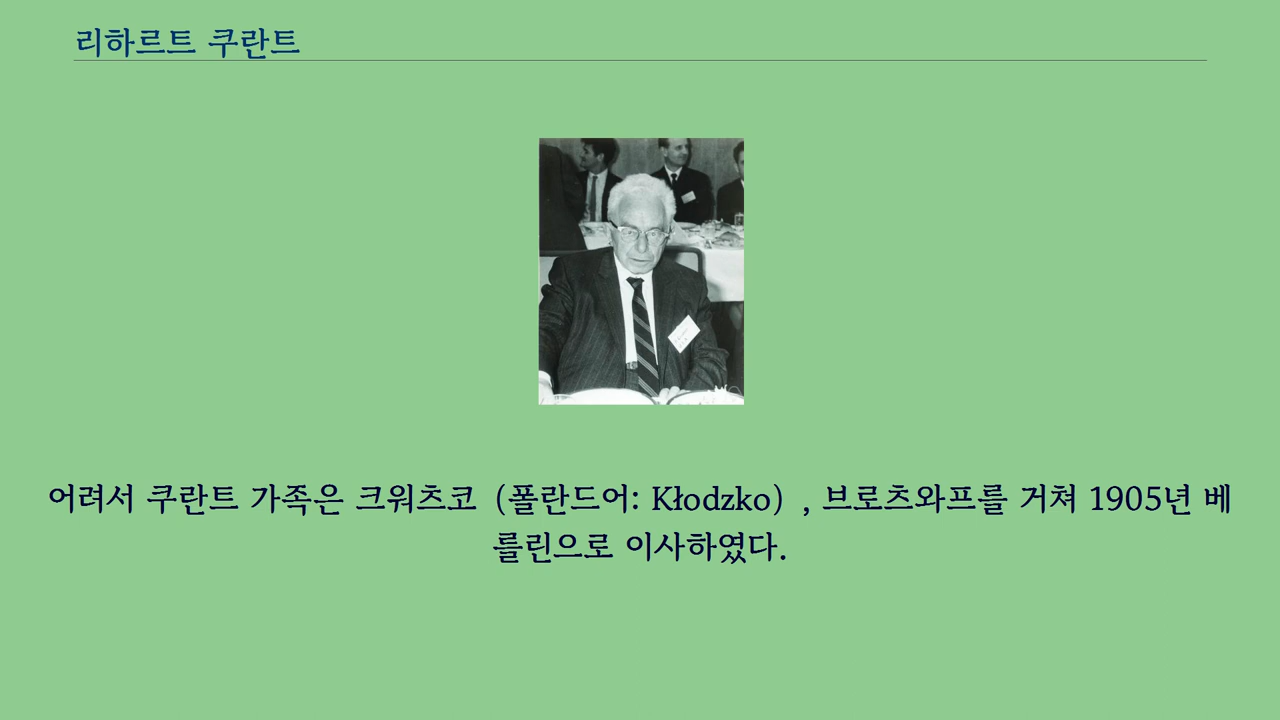 리하르트 쿠란트
어려서 쿠란트 가족은 크워츠코 (폴란드어: Kłodzko) , 브로츠와프를 거쳐 1905년 베
를린으로 이사하였다.